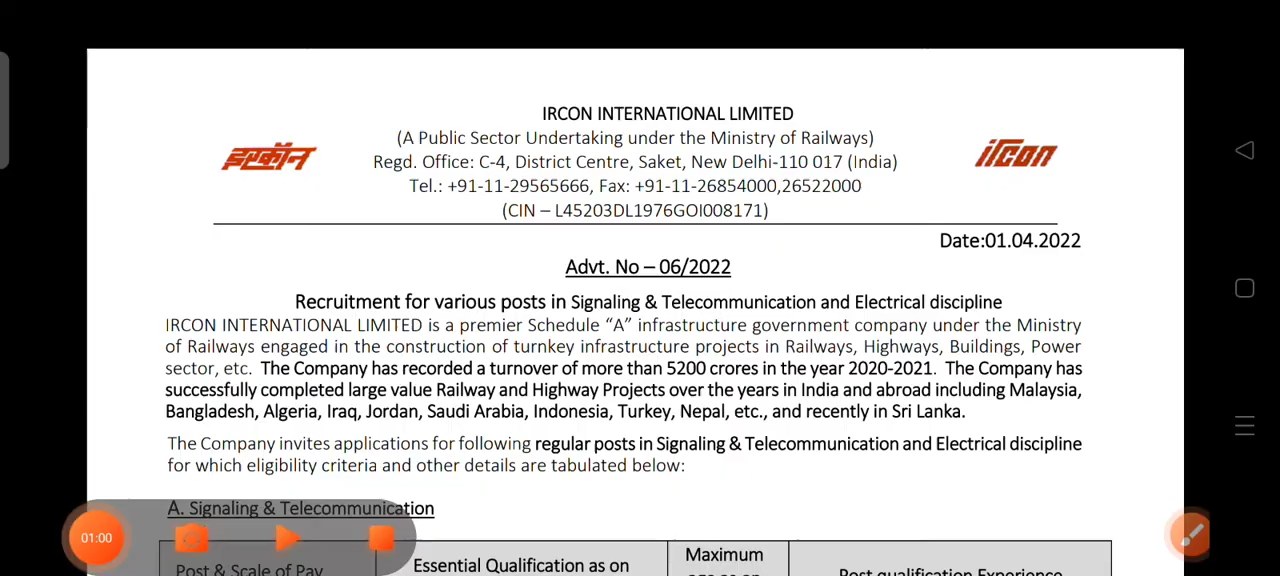 IRCON INTERNATIONAL LIMITED
(A Public Sector Undertaking under the Ministry of Railways)
इरकॉन
ircon
Regd. Office: C-4, District Centre, Saket, New Delhi-110 017 (India)
Tel.: +91-11-29565666, Fax: +91-11-26854000,26522000
(CIN – L45203DL1976GOI008171)
Date:01.04.2022
Advt. No – 06/2022
Recruitment for various posts in Signaling & Telecommunication and Electrical discipline
IRCON INTERNATIONAL LIMITED is a premier Schedule “A” infrastructure government company under the Ministry
of Railways engaged in the construction of turnkey infrastructure projects in Railways, Highways, Buildings, Power
sector, etc. The Company has recorded a turnover of more than 5200 crores in the year 2020-2021. The Company has
successfully completed large value Railway and Highway Projects over the years in India and abroad including Malaysia,
Bangladesh, Algeria, Iraq, Jordan, Saudi Arabia, Indonesia, Turkey, Nepal, etc., and recently in Sri Lanka.
The Company invites applications for following regular posts in Signaling & Telecommunication and Electrical discipline
for which eligibility criteria and other details are tabulated below:
A. Signaling & Telecommunication
01:00
Post & Scale of Pay
Essential Qualification as on
Maximum
Post qualification Experience